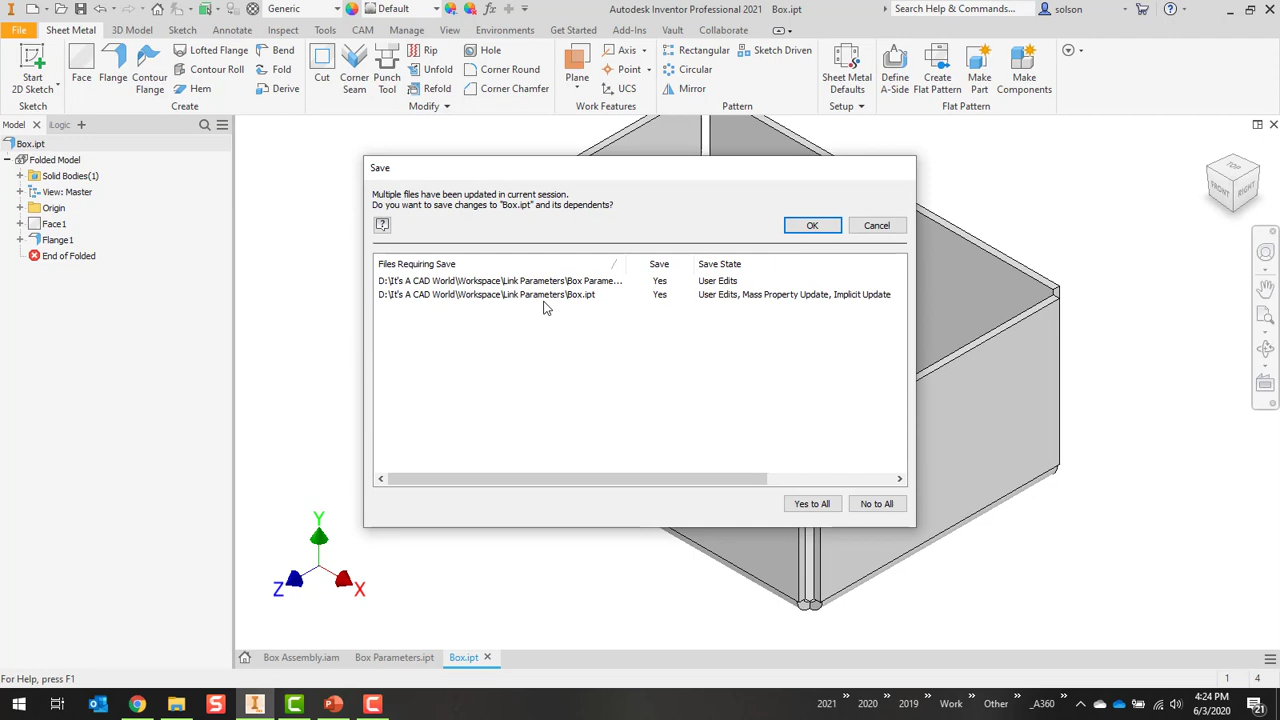 Generic
Default
Autodesk Inventor Professional 2021 Box.ipt
Search Help & Commands...
solson
File Sheet Metal 3D Model Sketch Annotate Inspect Tools CAM Manage View Environments Get Started Add-Ins Vault Collaborate
Start
2D Sketch
Face
Flange
Contour
Flange
Lofted Flange
Contour Roll
Hem
Bend
Fold
Derive
Cut
Corner
Seam
Punch
Tool
Rip
Unfold
Refold
Hole
Corner Round
Corner Chamfer
Plane
Axis
Point
UCS
Rectangular
Circular
Mirror
Sketch Driven
Sheet Metal
Defaults
Define
A-Side
Create
Flat Pattern
Make
Part
Make
Components
Sketch Create Modify Work Features Pattern Setup Flat Pattern
Model iLogic
Box.ipt
Folded Model
Solid Bodies(1)
View: Master
Origin
Face1
Flange1
End of Folded
Save
Multiple files have been updated in current session.
Do you want to save changes to "Box.ipt" and its dependents?
OK Cancel
Files Requiring Save Save Save State
D:\It's A CAD World\Workspace\Link Parameters\Box Parame... Yes User Edits
D:\It's A CAD World\Workspace\Link Parameters\Box.ipt Yes User Edits, Mass Property Update, Implicit Update
Yes to All No to All
TOP
FRONT
RIGHT
Y
Z
X
Box Assembly.iam Box Parameters.ipt Box.ipt
For Help, press F1
1 4
2021 2020 2019 Work Other _A360
4:24 PM
6/3/2020
21